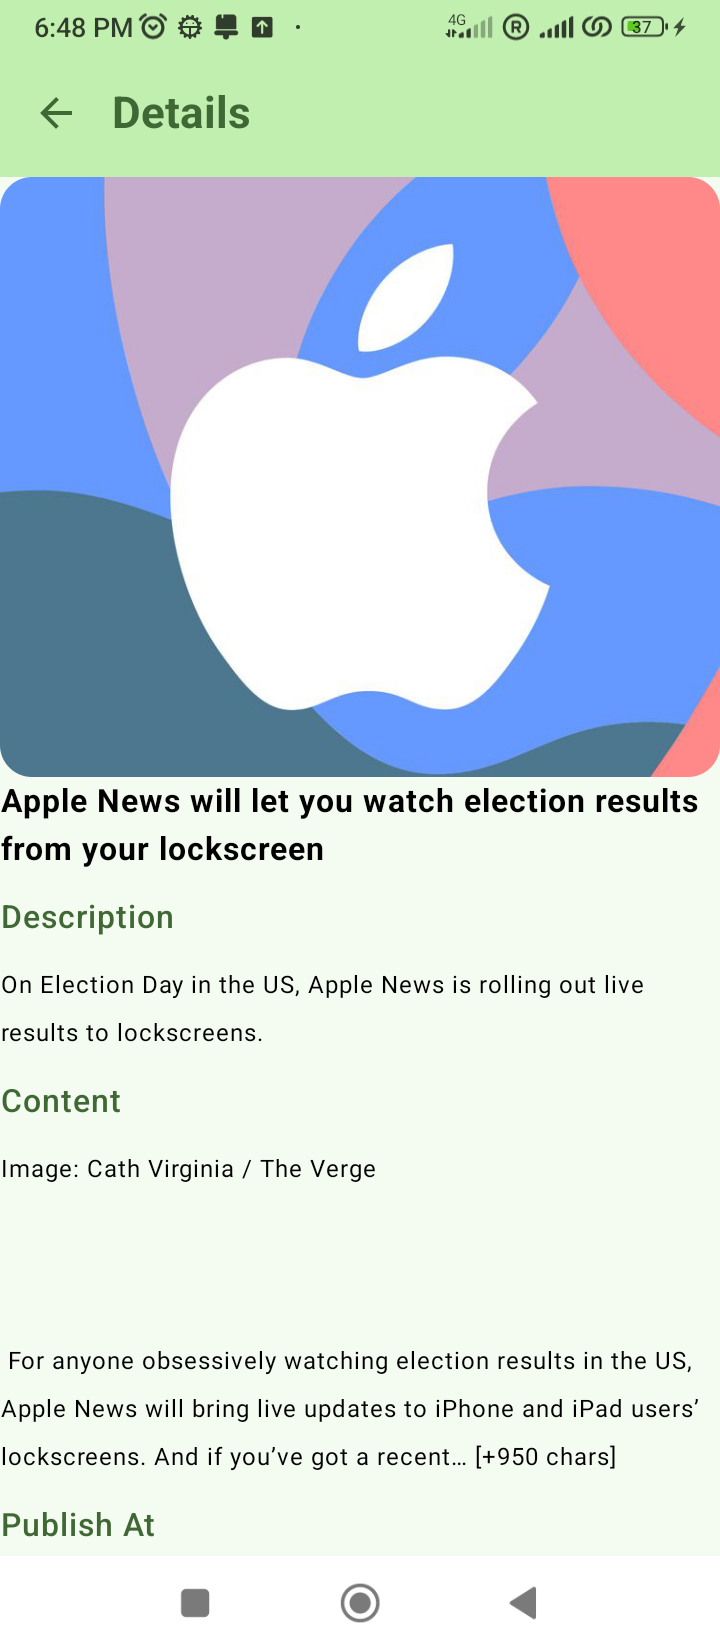 6:48 PM
4G
R
37
Details
Apple News will let you watch election results
from your lockscreen
Description
On Election Day in the US, Apple News is rolling out live
results to lockscreens.
Content
Image: Cath Virginia / The Verge
For anyone obsessively watching election results in the US,
Apple News will bring live updates to iPhone and iPad users’
lockscreens. And if you’ve got a recent… [+950 chars]
Publish At